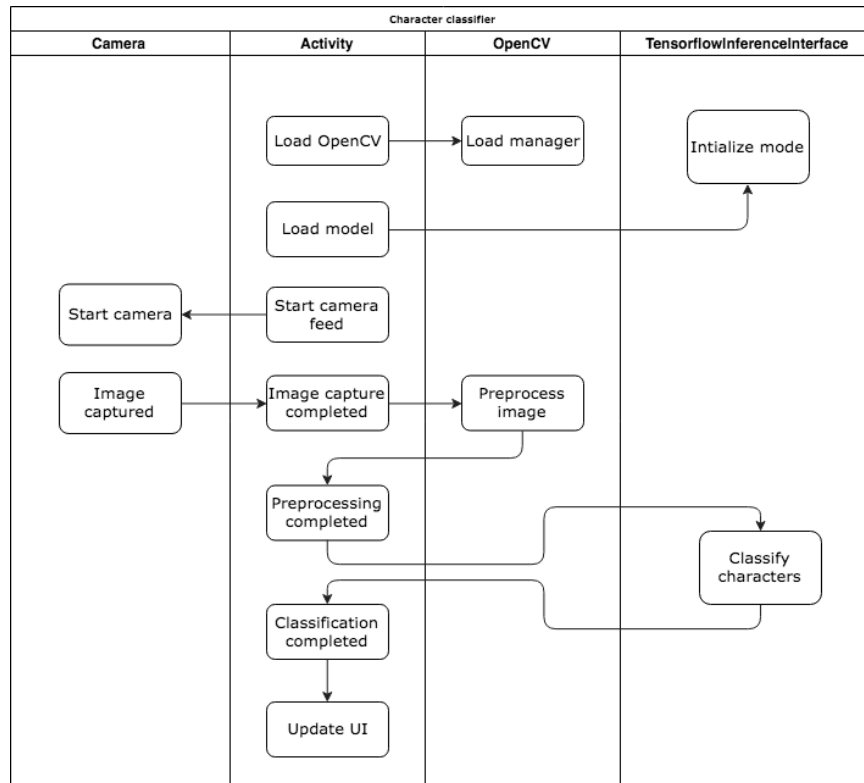 Character classifier
Camera
Activity
OpenCV
TensorflowInferenceInterface
Load OpenCV
Load manager
Intialize mode
Load model
Start camera
Start camera
feed
Image
captured
Image capture
completed
Preprocess
image
Preprocessing
completed
Classify
characters
Classification
completed
Update UI